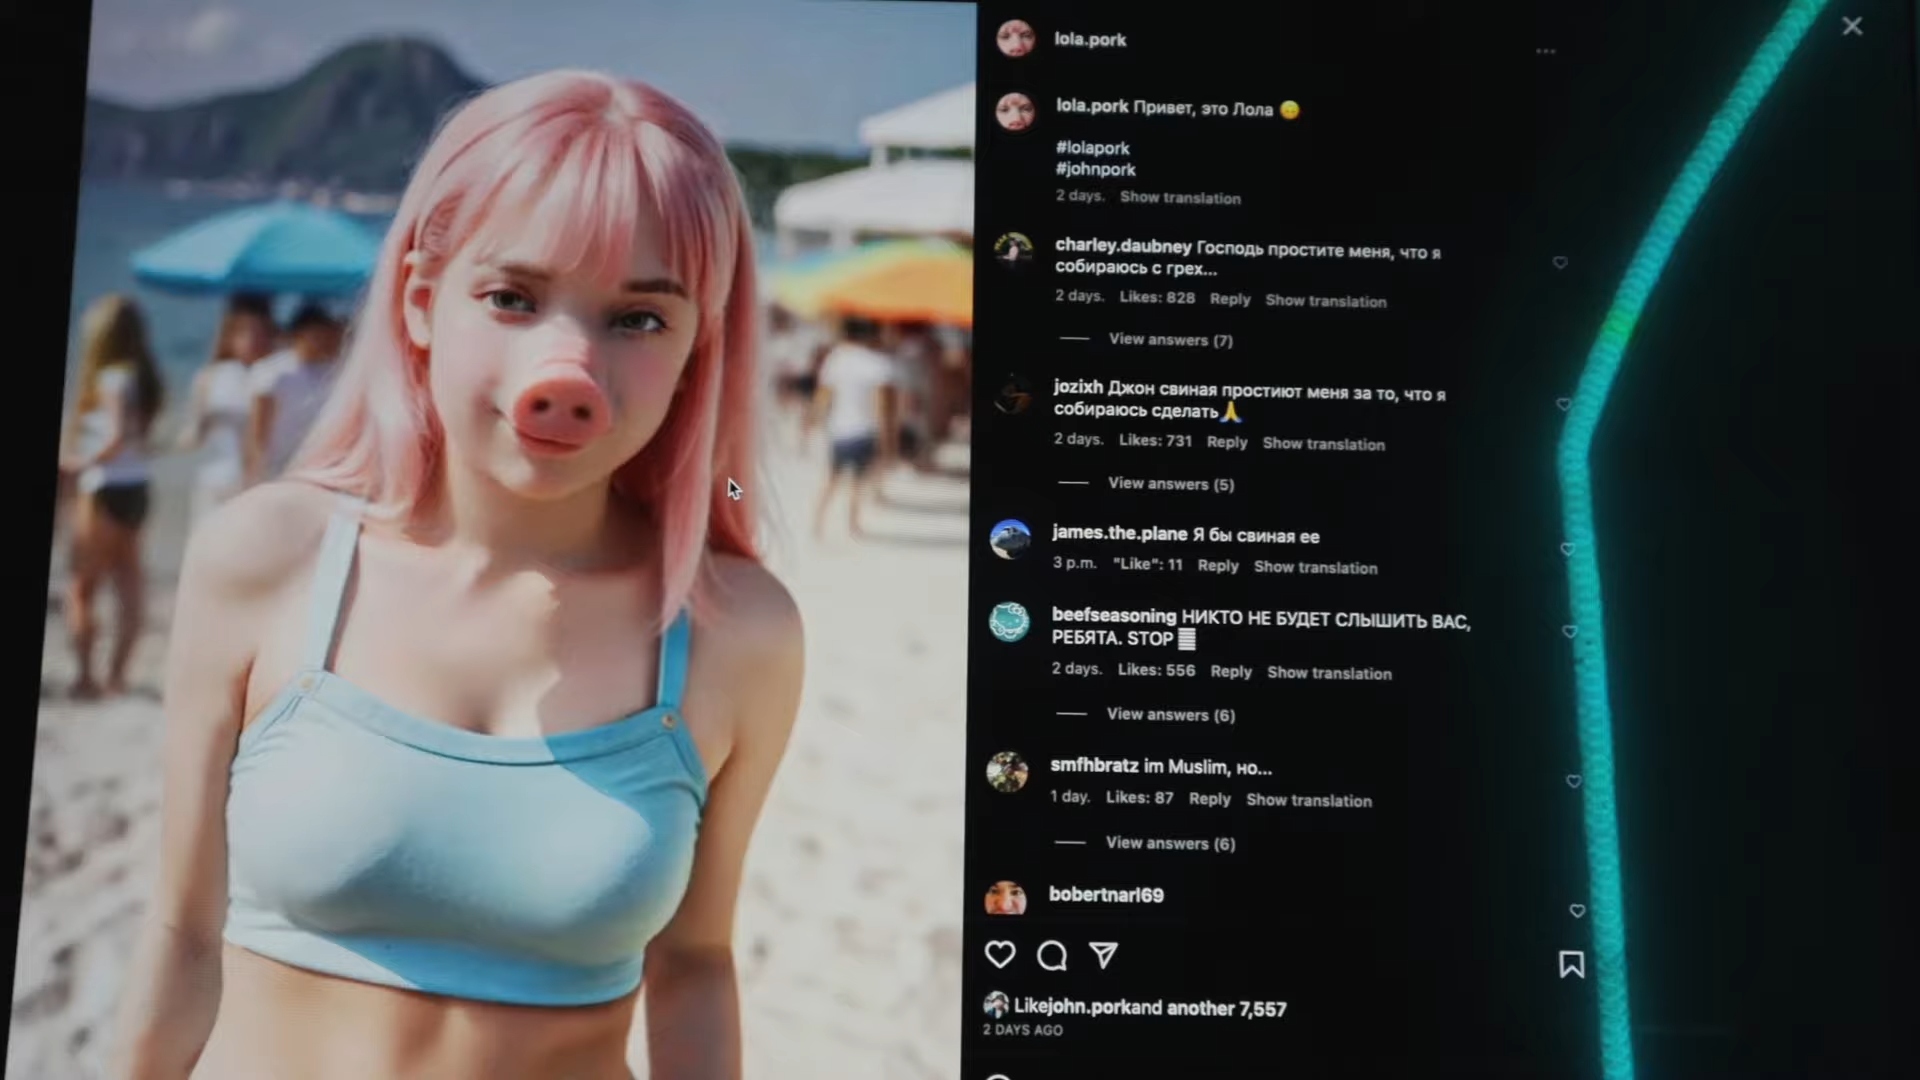 lola.pork
lola.pork Привет, это Лола
#lolapork
#johnpork
2 days. Show translation
charley.daubney Господь простите меня, что я
собираюсь с грех...
2 days. Likes: 828 Reply Show translation
View answers (7)
jozixh Джон свиная простиют меня за то, что я
собираюсь сделать🙏
2 days. Likes: 731 Reply Show translation
View answers (5)
james.the.plane Я бы свиная ее
3 p.m. "Like": 11 Reply Show translation
beefseasoning НИКТО НЕ БУДЕТ СЛЫШИТЬ ВАС,
РЕБЯТА. STOP
2 days. Likes: 556 Reply Show translation
View answers (6)
smfhbratz im Muslim, но...
1 day. Likes: 87 Reply Show translation
View answers (6)
bobertnarl69
Likejohn.porkand another 7,557
2 DAYS AGO